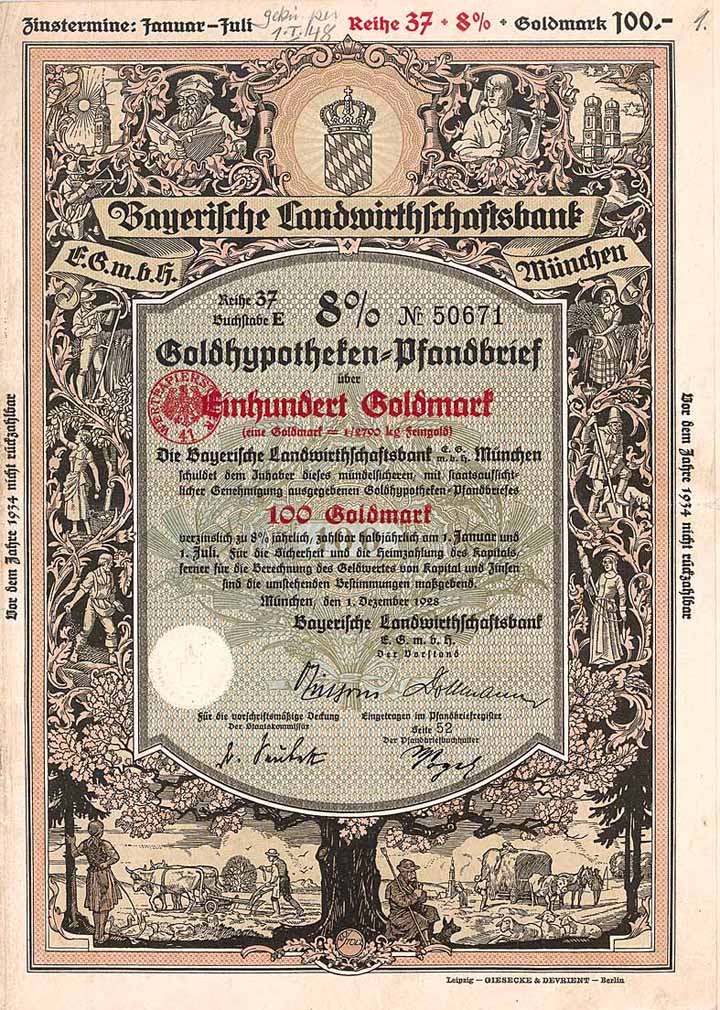 Zinstermine: Januar–Juli Reihe 37 + 8% + Goldmark 100.-
1.I.48
1.
Bayerische Landwirthschaftsbank
E.G.m.b.H. München
Reihe 37
Buchstabe E
8% № 50671
Goldhypotheken-Pfandbrief
über
Einhundert Goldmark
(eine Goldmark = 1/2790 kg Feingold)
Die Bayerische Landwirthschaftsbank E.G.m.b.H. München
schuldet dem Inhaber dieses mündelsicheren, mit staatsaufsicht-
licher Genehmigung ausgegebenen Goldhypotheken-Pfandbriefes
100 Goldmark
verzinslich zu 8% jährlich, zahlbar halbjährlich am 1. Januar und
1. Juli. Für die Sicherheit und die Heimzahlung des Kapitals,
ferner für die Berechnung des Geldwertes von Kapital und Zinsen
sind die umstehenden Bestimmungen maßgebend.
München, den 1. Dezember 1928
Bayerische Landwirthschaftsbank
E.G.m.b.H.
Der Vorstand
Für die vorschriftsmäßige Deckung
Der Staatskommissär
Eingetragen im Pfandbriefregister
Seite 52
Der Pfandbriefbuchhalter
WERTPAPIERS
41
Vor dem Jahre 1934 nicht rückzahlbar
Vor dem Jahre 1934 nicht rückzahlbar
Leipzig — GIESECKE & DEVRIENT — Berlin